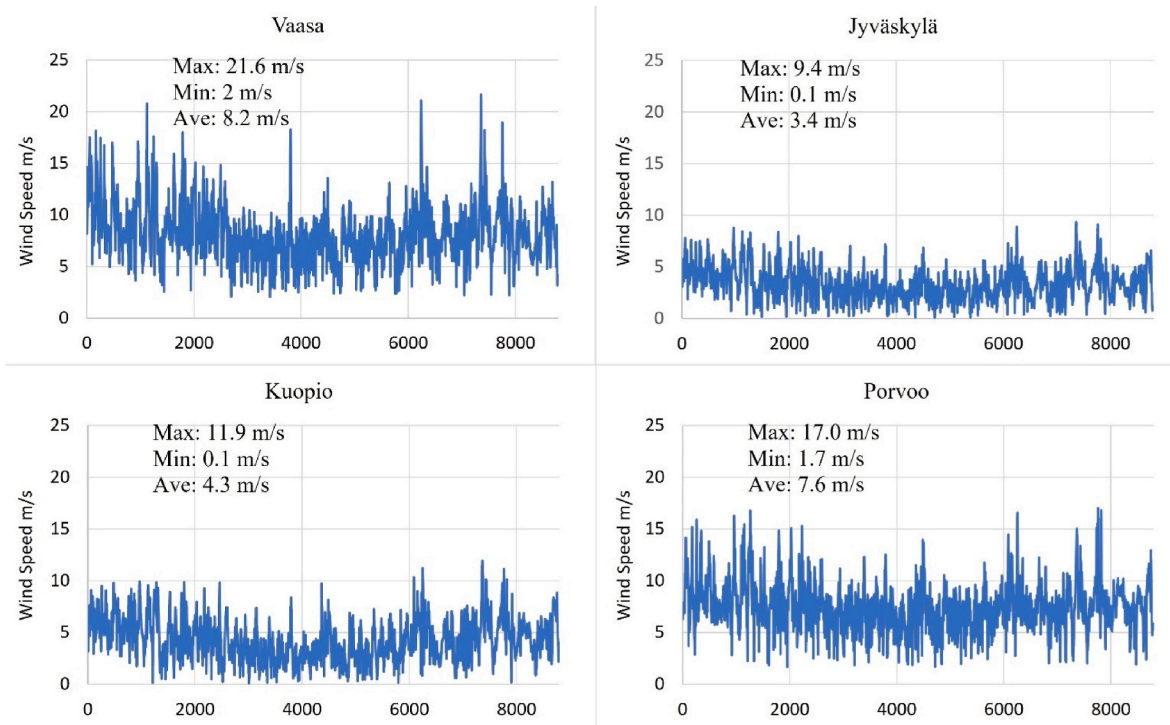 Vaasa
Max: 21.6 m/s
Min: 2 m/s
Ave: 8.2 m/s
Wind Speed m/s
25
20
15
10
5
0
0 2000 4000 6000 8000
Jyväskylä
Max: 9.4 m/s
Min: 0.1 m/s
Ave: 3.4 m/s
Wind Speed m/s
25
20
15
10
5
0
0 2000 4000 6000 8000
Kuopio
Max: 11.9 m/s
Min: 0.1 m/s
Ave: 4.3 m/s
Wind Speed m/s
25
20
15
10
5
0
0 2000 4000 6000 8000
Porvoo
Max: 17.0 m/s
Min: 1.7 m/s
Ave: 7.6 m/s
Wind Speed m/s
25
20
15
10
5
0
0 2000 4000 6000 8000